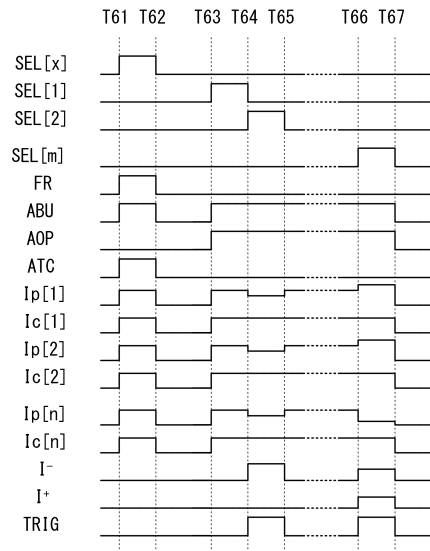 T61 T62 T63 T64 T65 T66 T67
SEL[x]
SEL[1]
SEL[2]
SEL[m]
FR
ABU
AOP
ATC
Ip[1]
Ic[1]
Ip[2]
Ic[2]
Ip[n]
Ic[n]
I⁻
I⁺
TRIG